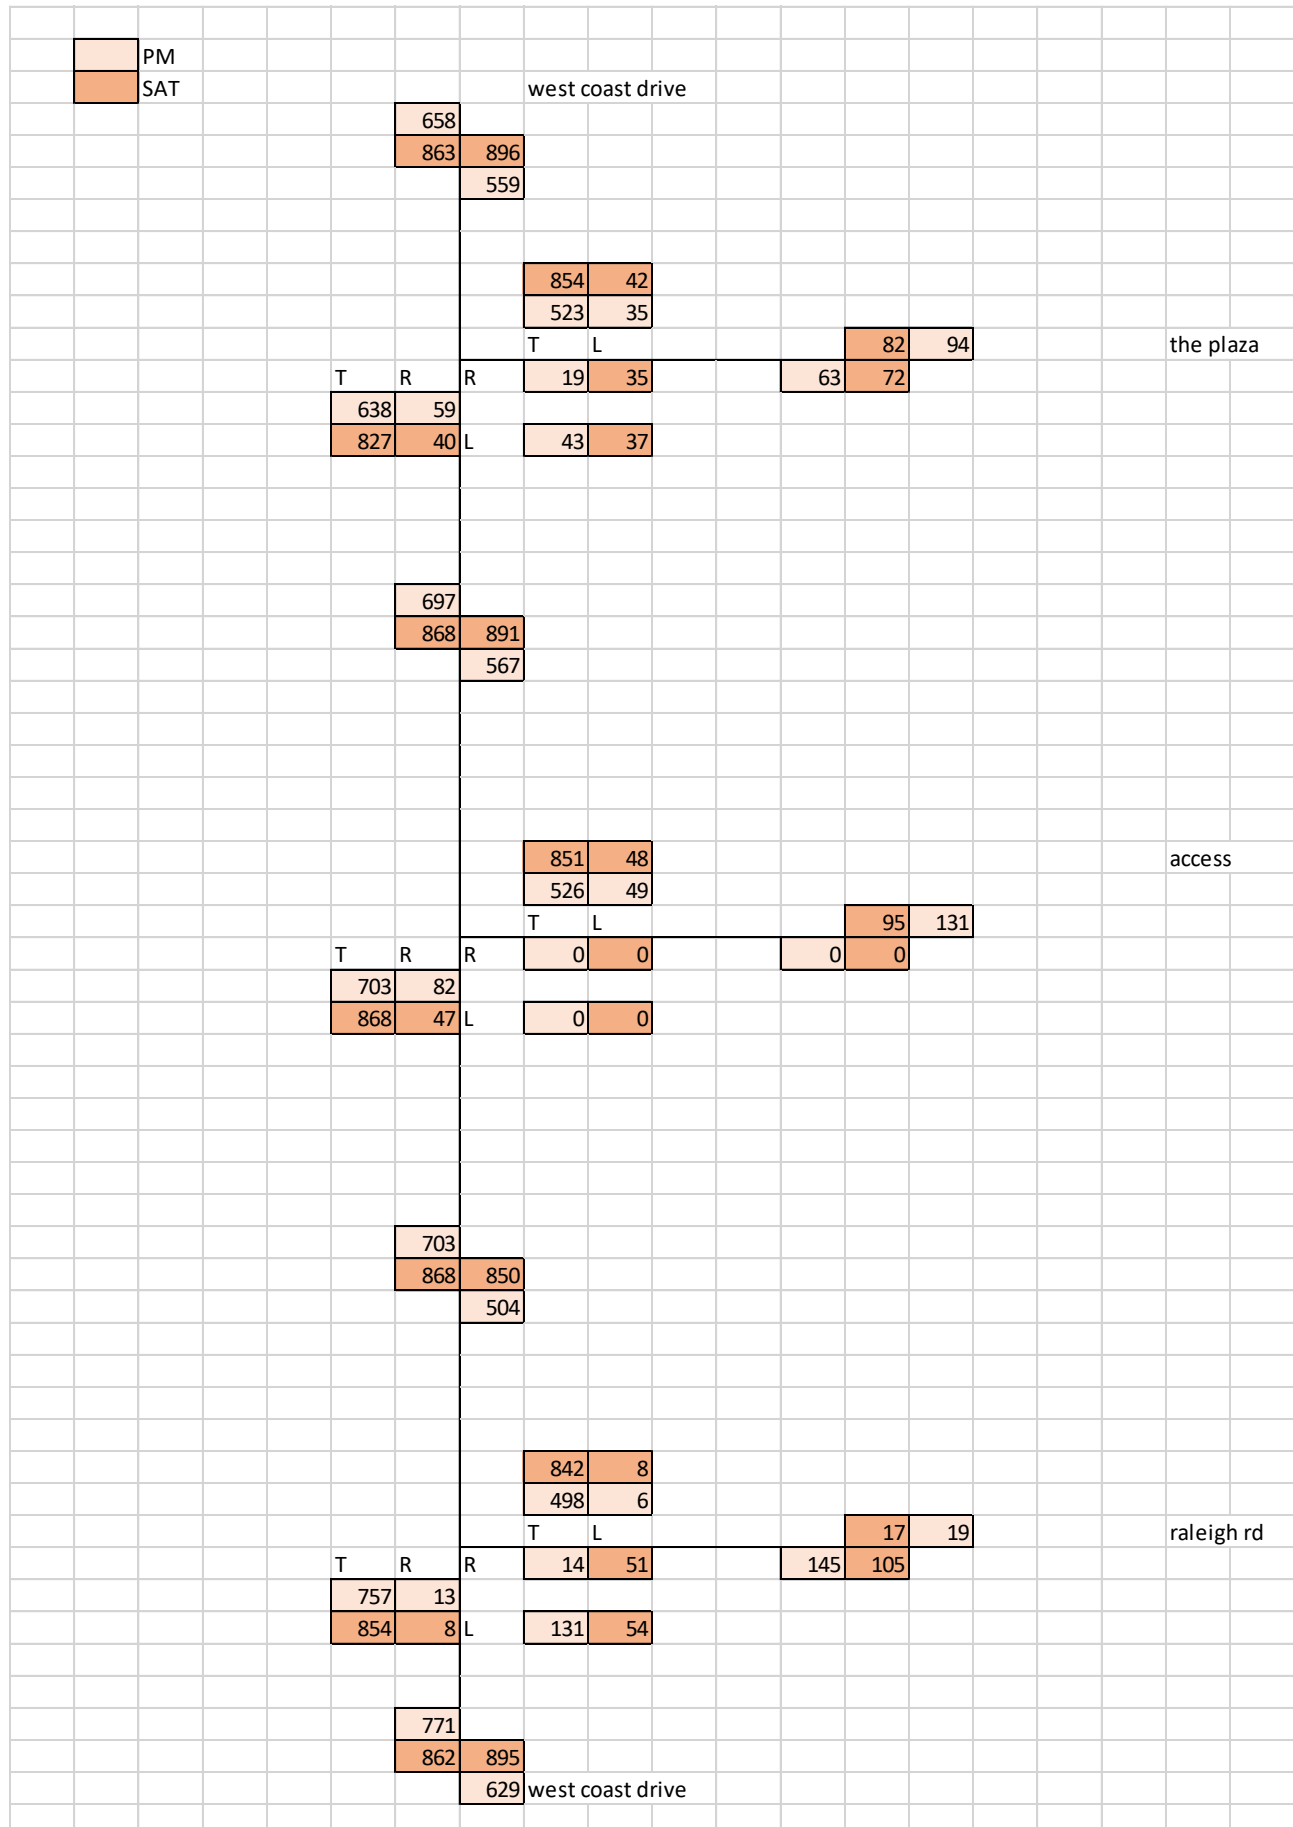 PM
SAT west coast drive
658
863 896
559
854 42
523 35
T L 82 94 the plaza
T R R 19 35 63 72
638 59
827 40 L 43 37
697
868 891
567
851 48 access
526 49
T L 95 131
T R R 0 0 0 0
703 82
868 47 L 0 0
703
868 850
504
842 8
498 6
T L 17 19 raleigh rd
T R R 14 51 145 105
757 13
854 8 L 131 54
771
862 895
629 west coast drive